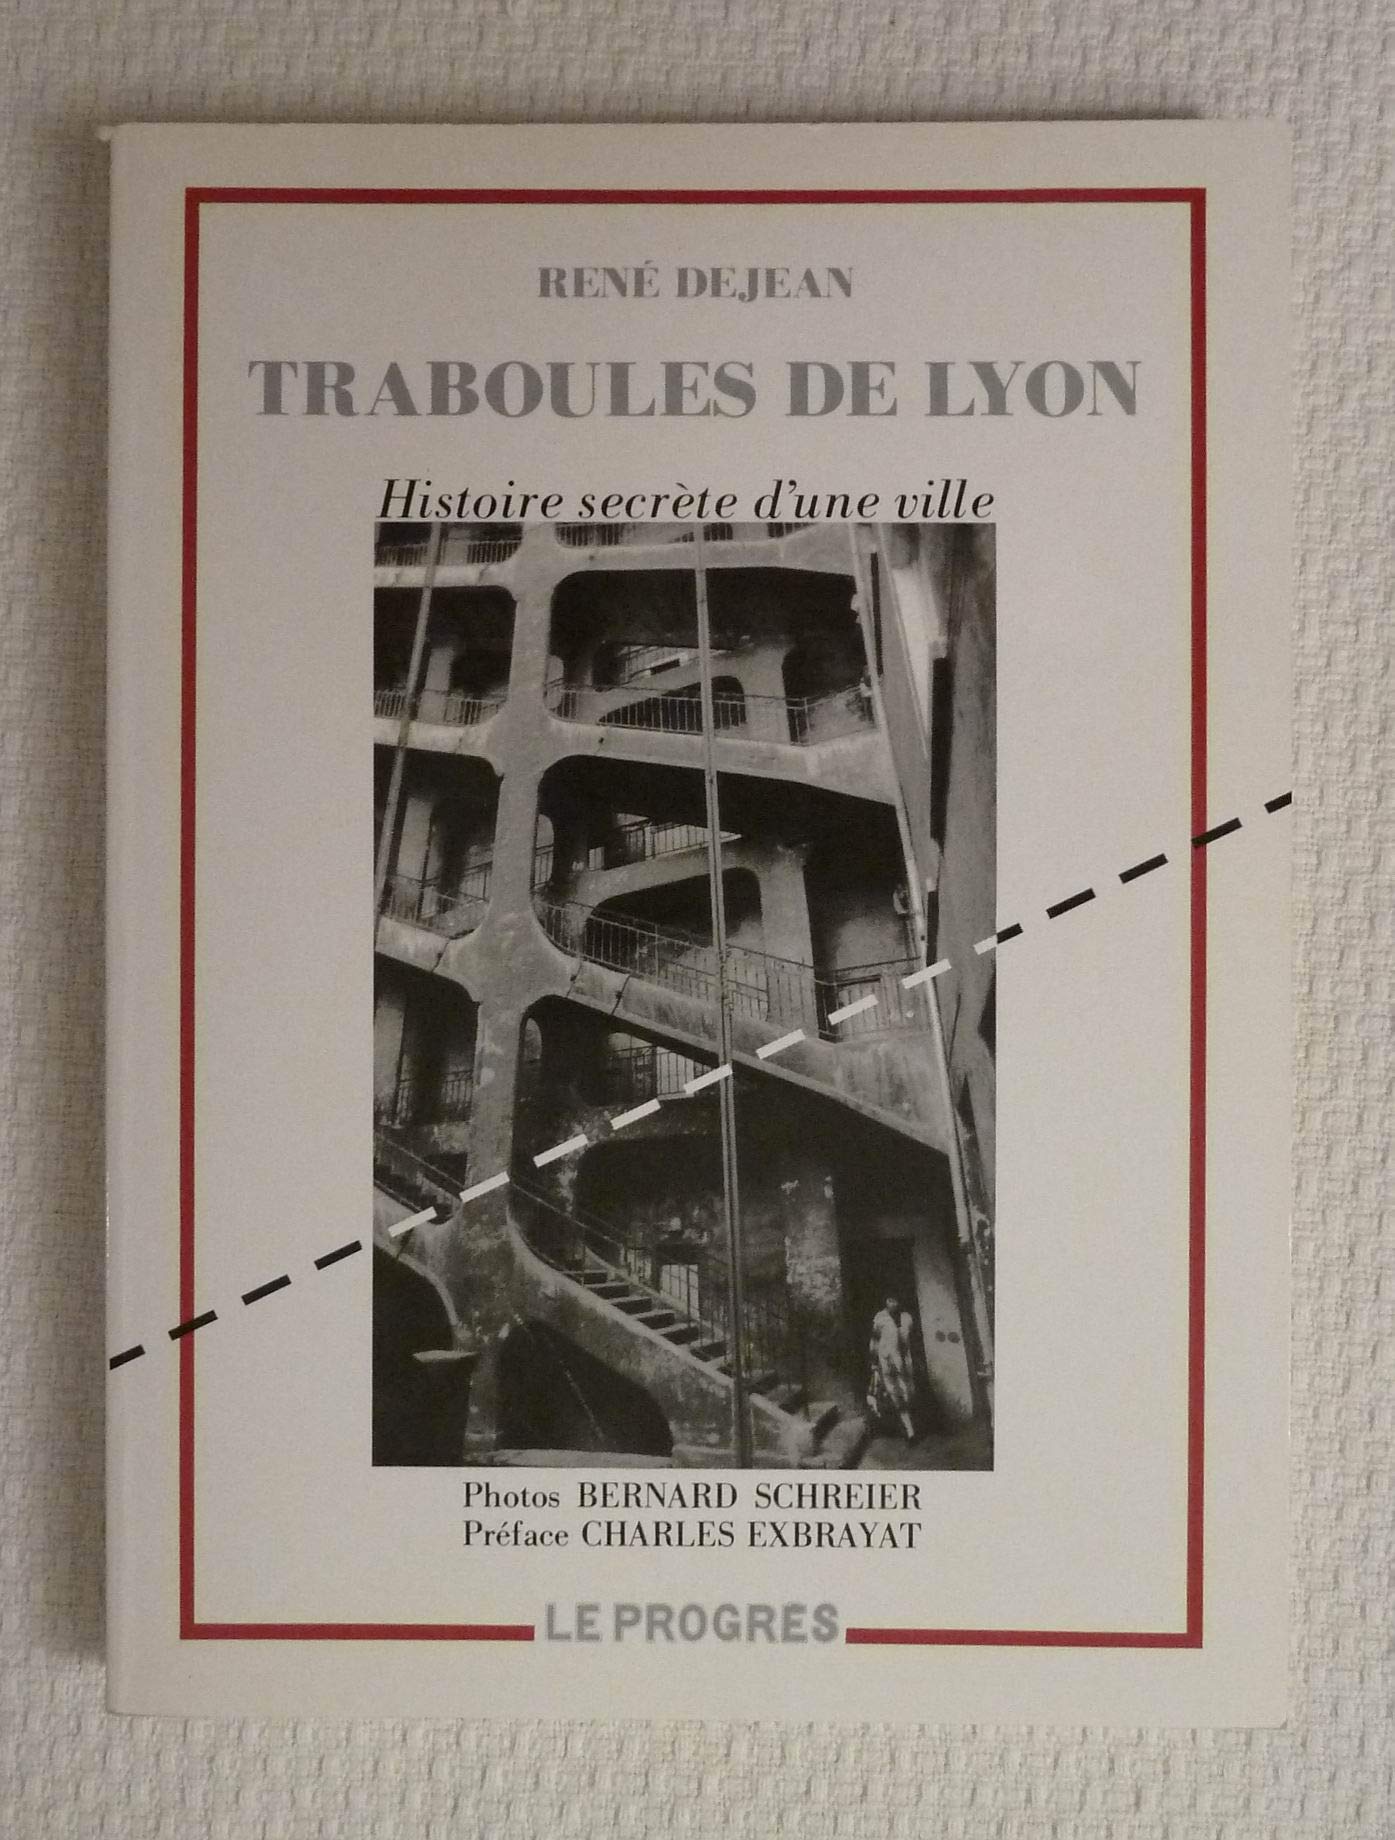 RENÉ DEJEAN
TRABOULES DE LYON
Histoire secrète d'une ville
Photos BERNARD SCHREIER
Préface CHARLES EXBRAYAT
LE PROGRES